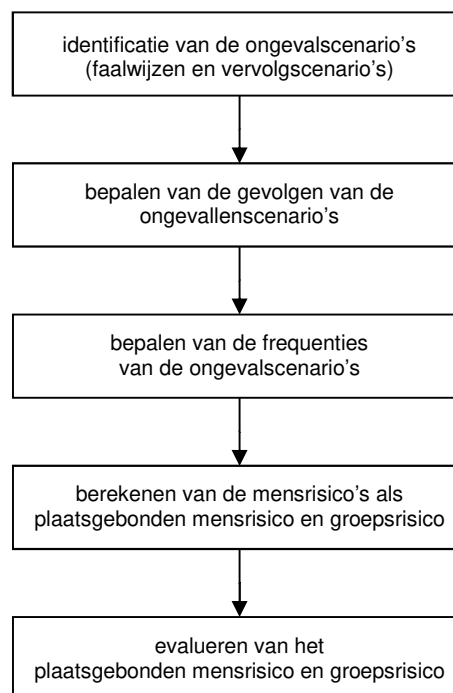 identificatie van de ongevalscenario's
(faalwijzen en vervolgscenario's)
bepalen van de gevolgen van de
ongevallenscenario's
bepalen van de frequenties
van de ongevalscenario's
berekenen van de mensrisico's als
plaatsgebonden mensrisico en groepsrisico
evalueren van het
plaatsgebonden mensrisico en groepsrisico